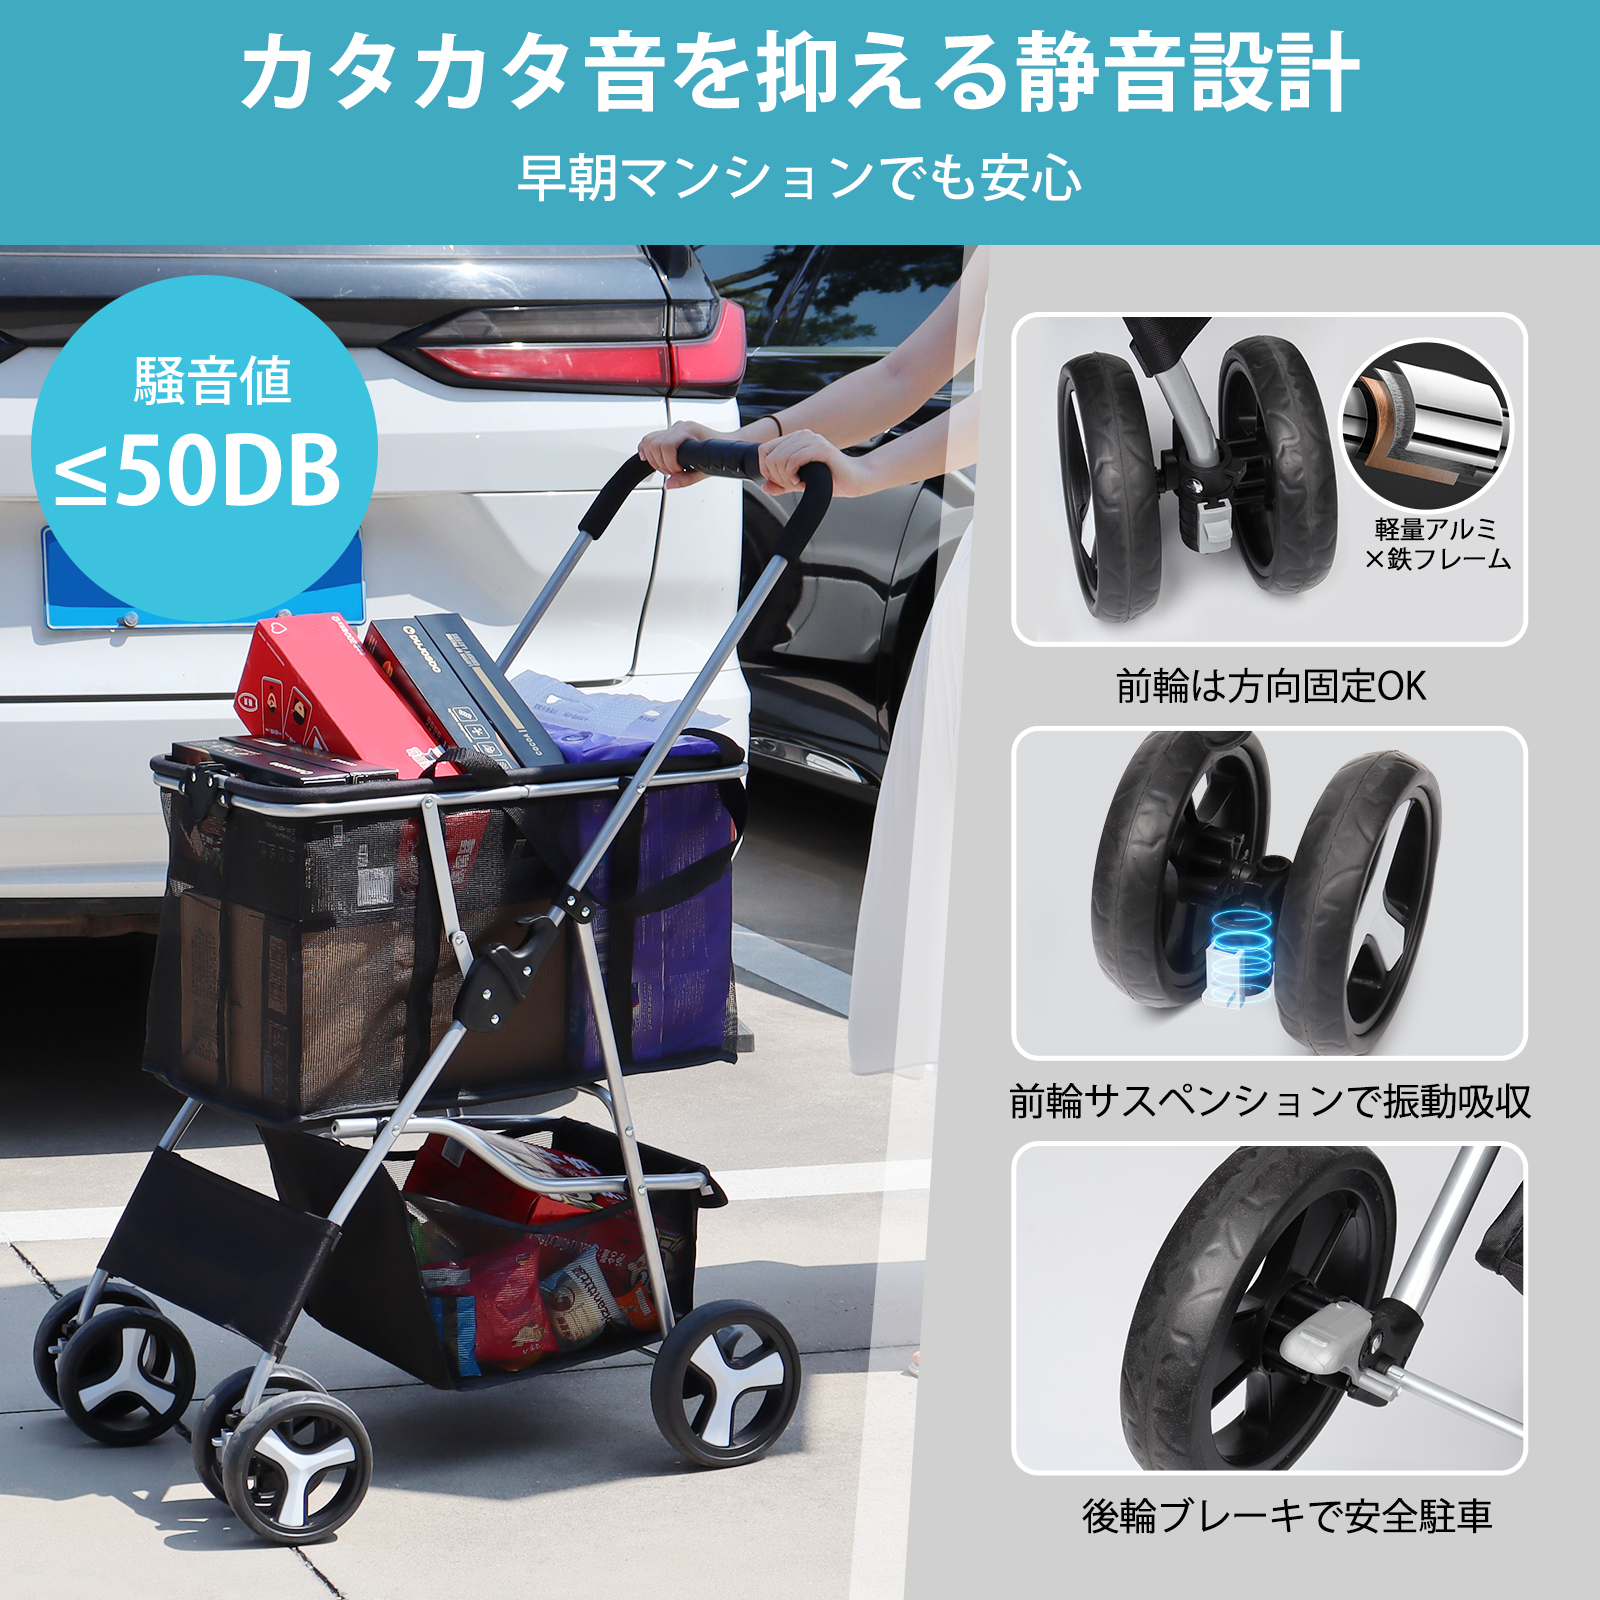 カタカタ音を抑える静音設計
早朝マンションでも安心
騒音値
≤50DB
DUJOSOO
COCOA
軽量アルミ
×鉄フレーム
前輪は方向固定OK
前輪サスペンションで振動吸収
後輪ブレーキで安全駐車